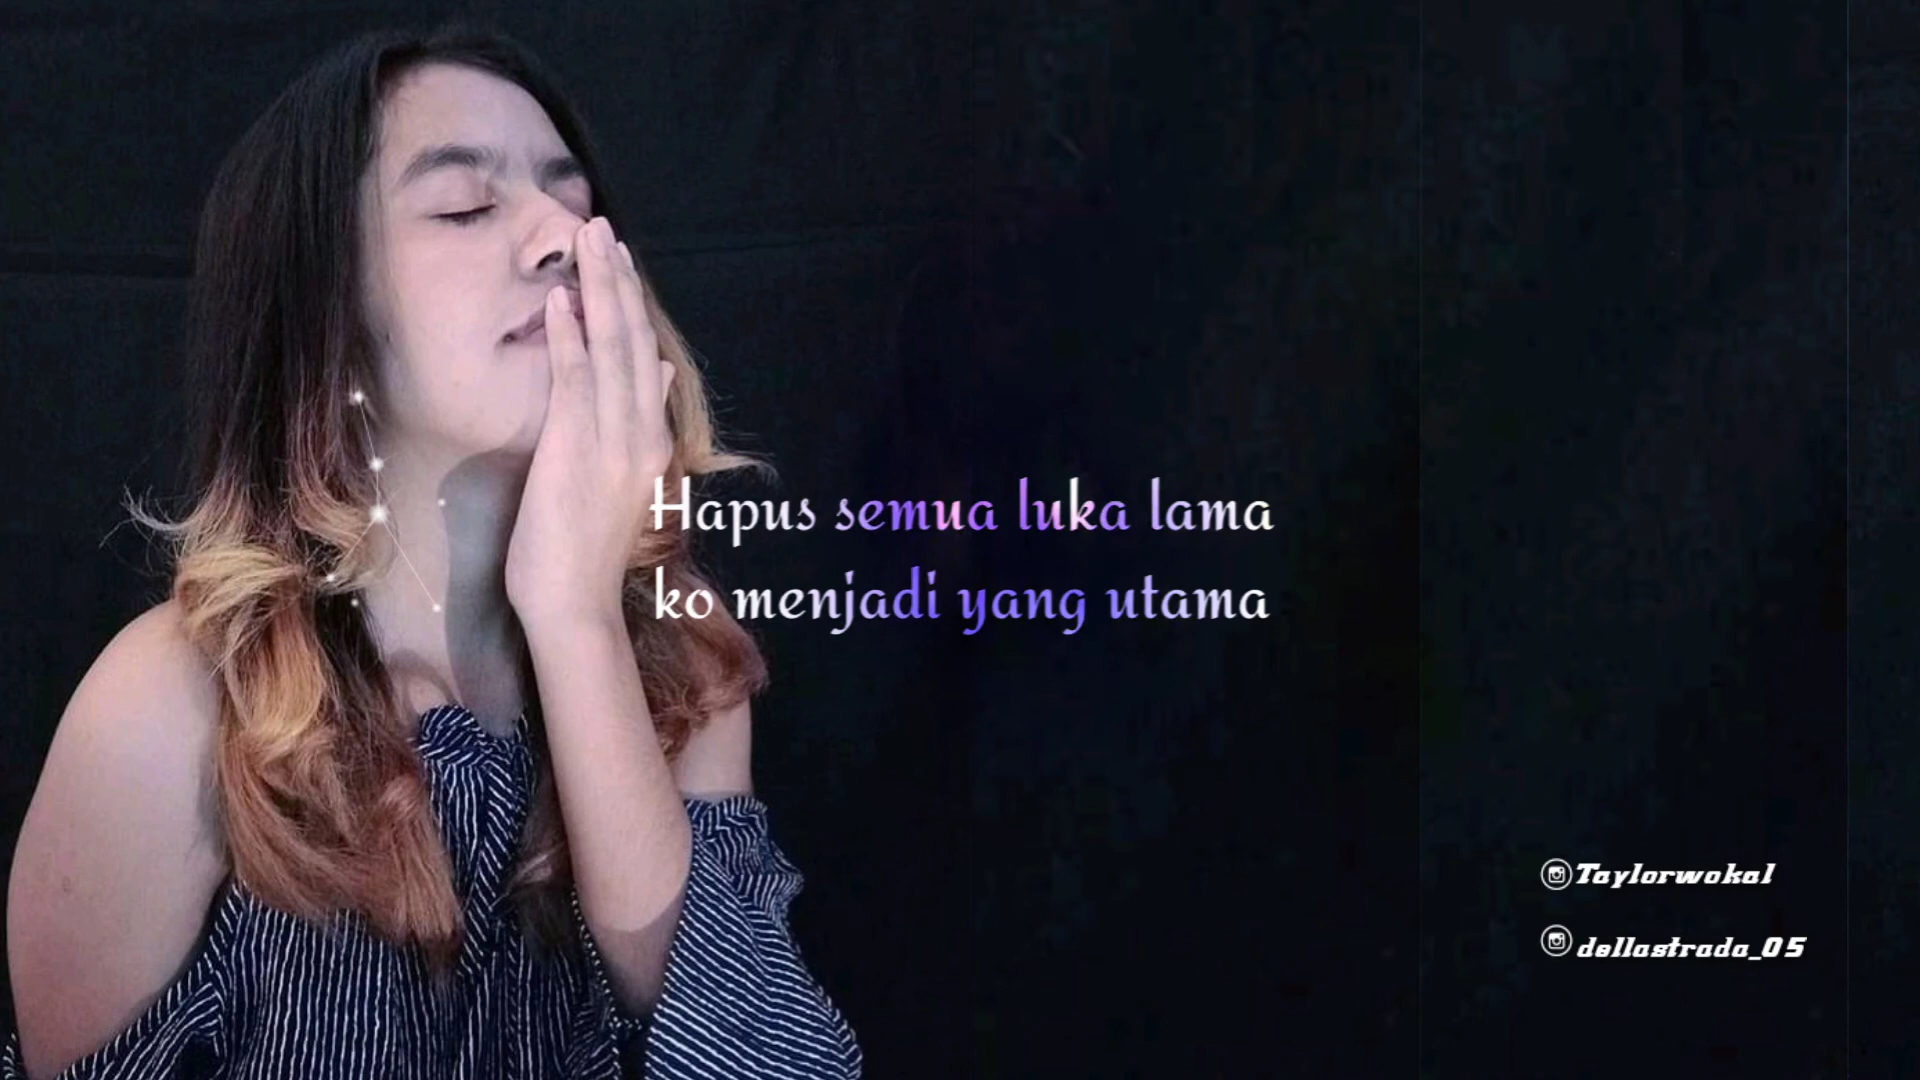 Hapus semua luka lama
ko menjadi yang utama
Taylorwokal
dellastrada_05